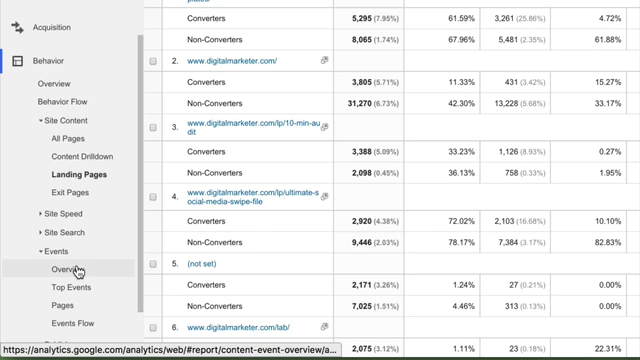 Acquisition
Behavior
Overview
Behavior Flow
Site Content
All Pages
Content Drilldown
Landing Pages
Exit Pages
Site Speed
Site Search
Events
Overview
Top Events
Pages
Events Flow
https://analytics.google.com/analytics/web/#report/content-event-overview/a...
Converters 5,295 (7.95%) 61.59% 3,261 (25.86%) 4.72%
Non-Converters 8,065 (1.74%) 67.96% 5,481 (2.35%) 61.88%
2. www.digitalmarketer.com/
Converters 3,805 (5.71%) 11.33% 431 (3.42%) 15.27%
Non-Converters 31,270 (6.73%) 42.30% 13,228 (5.68%) 33.17%
3. www.digitalmarketer.com/lp/10-min-au
dit
Converters 3,388 (5.09%) 33.23% 1,126 (8.93%) 0.27%
Non-Converters 2,098 (0.45%) 36.13% 758 (0.33%) 1.95%
4. www.digitalmarketer.com/lp/ultimate-s
ocial-media-swipe-file
Converters 2,920 (4.38%) 72.02% 2,103 (16.68%) 10.10%
Non-Converters 9,446 (2.03%) 78.17% 7,384 (3.17%) 82.83%
5. (not set)
Converters 2,171 (3.26%) 1.24% 27 (0.21%) 0.00%
Non-Converters 7,025 (1.51%) 4.46% 313 (0.13%) 0.00%
6. www.digitalmarketer.com/lab/
2,075 (3.12%) 1.11% 23 (0.18%) 22.31%